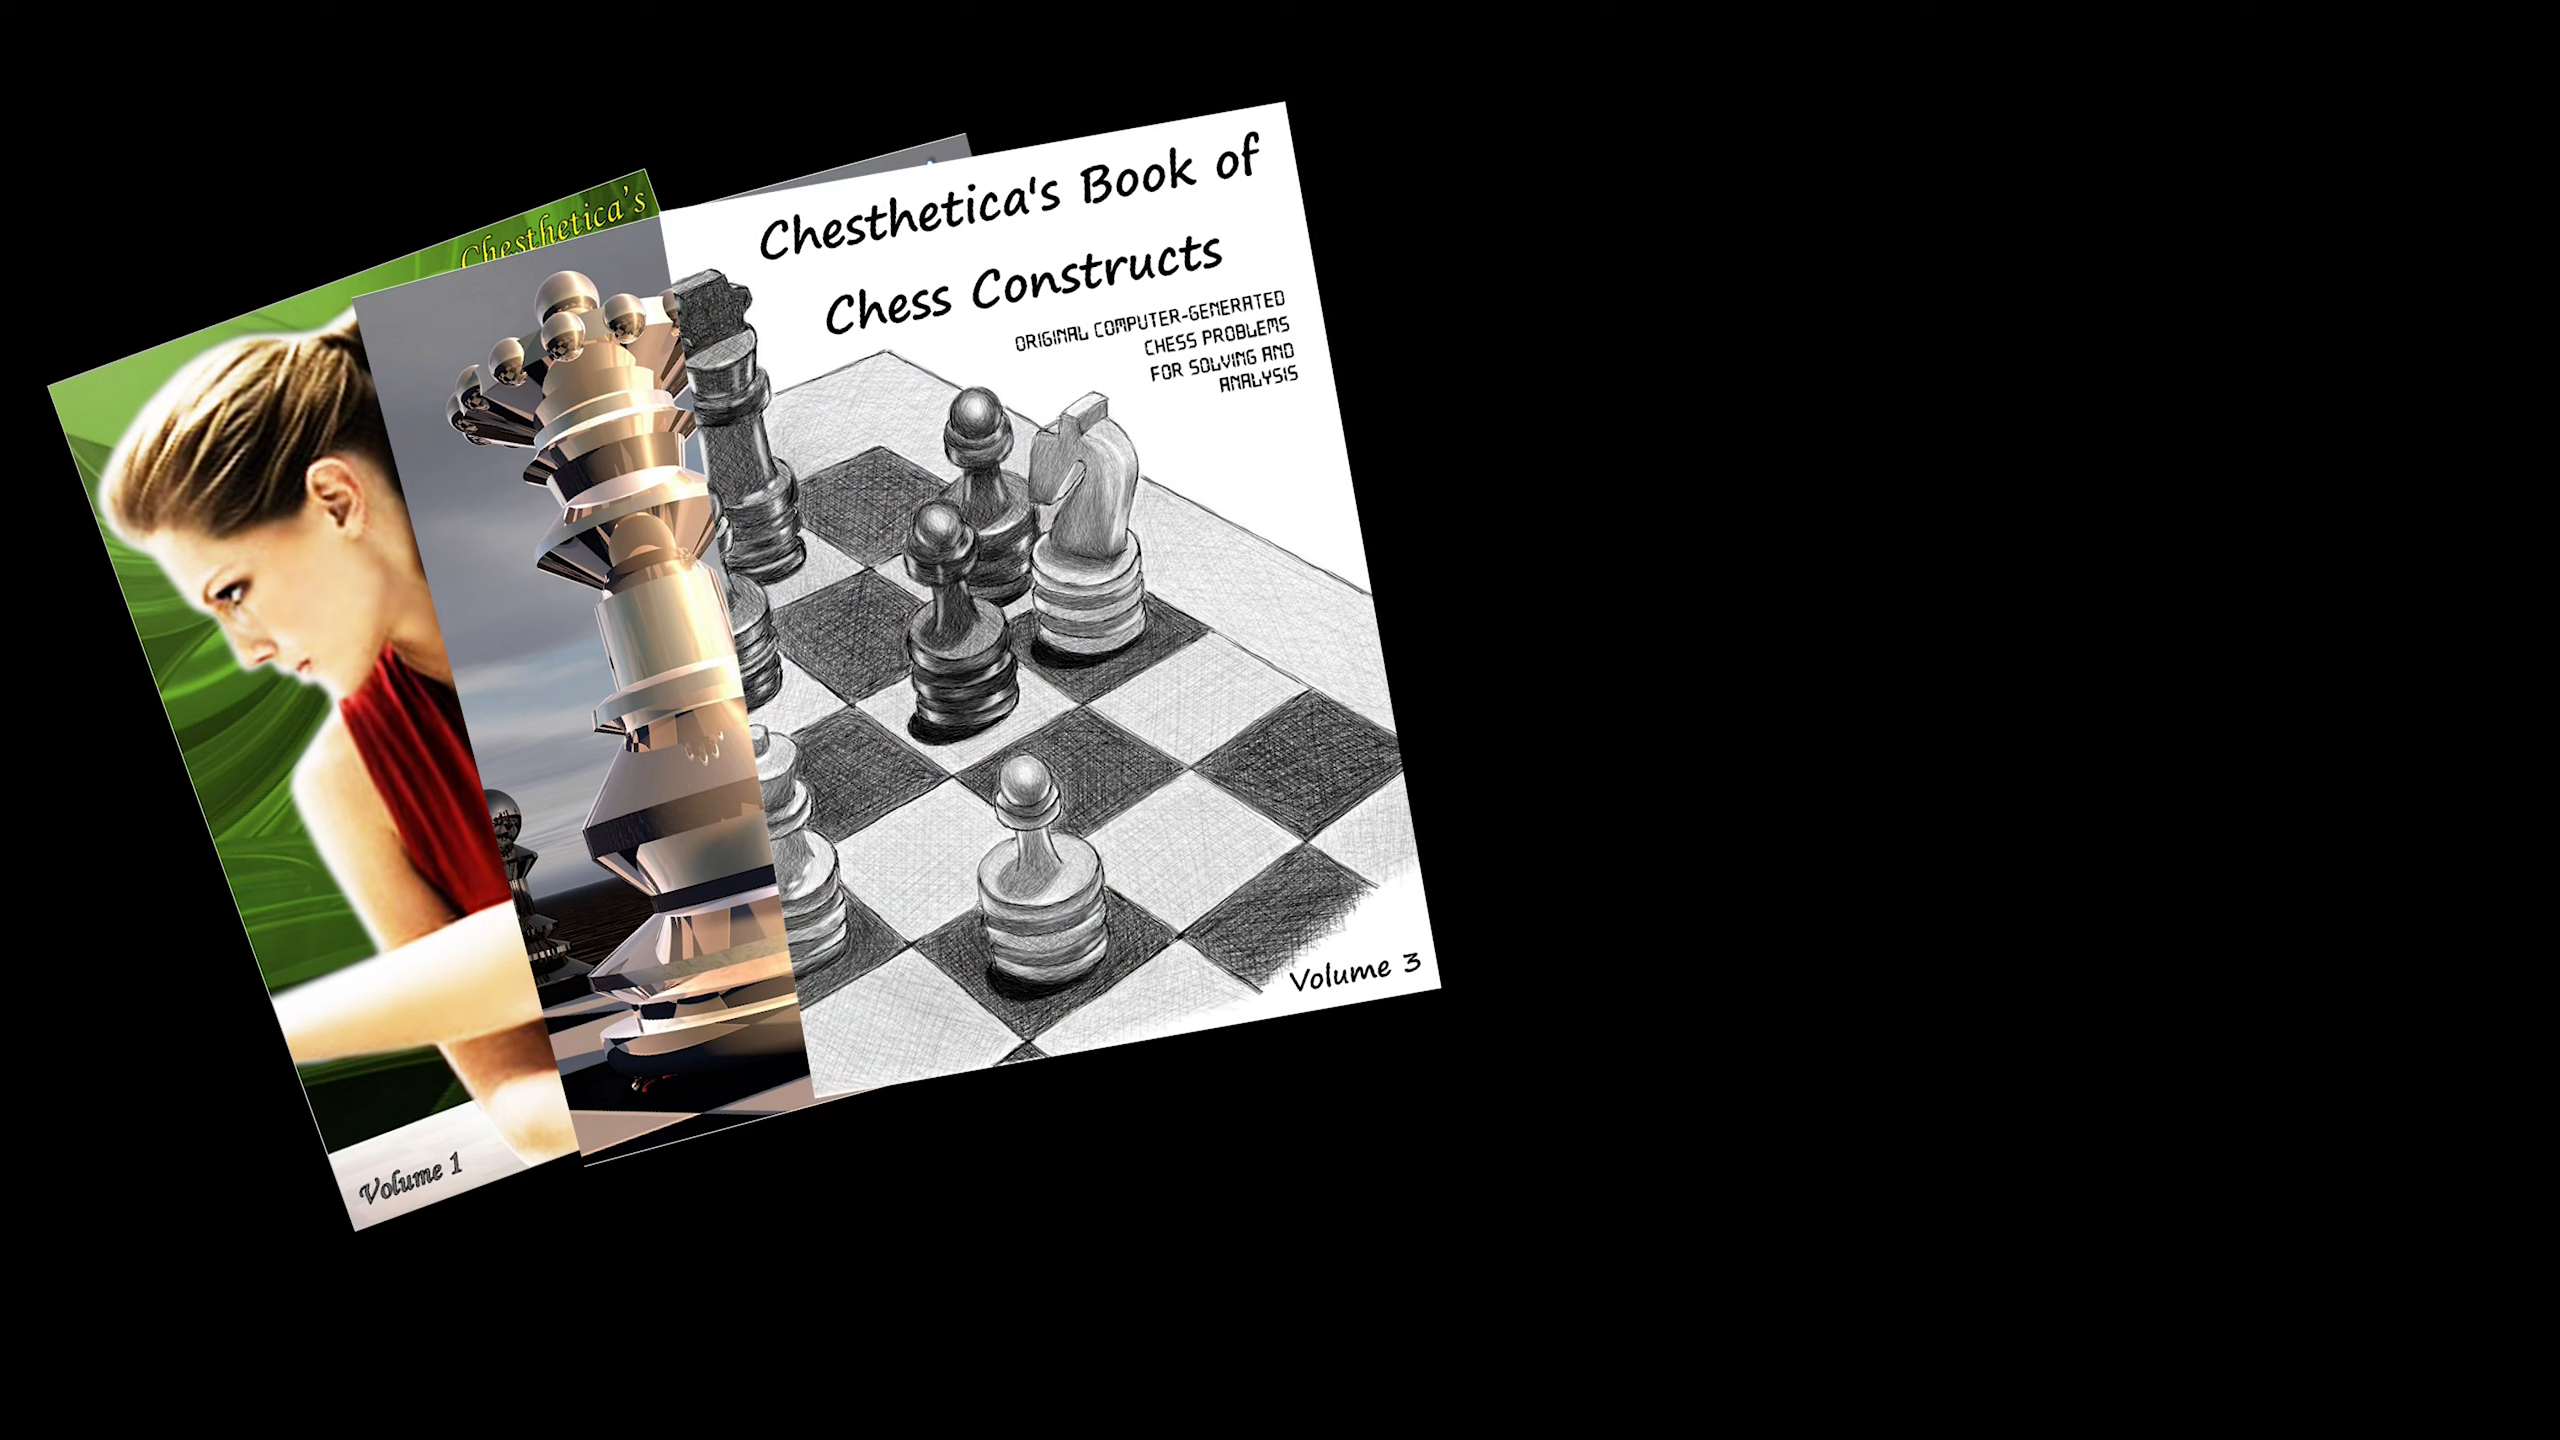 Chesthetica's
Volume 1
Chesthetica's Book of
Chess Constructs
ORIGINAL COMPUTER-GENERATED
CHESS PROBLEMS
FOR SOLVING AND
ANALYSIS
Volume 3